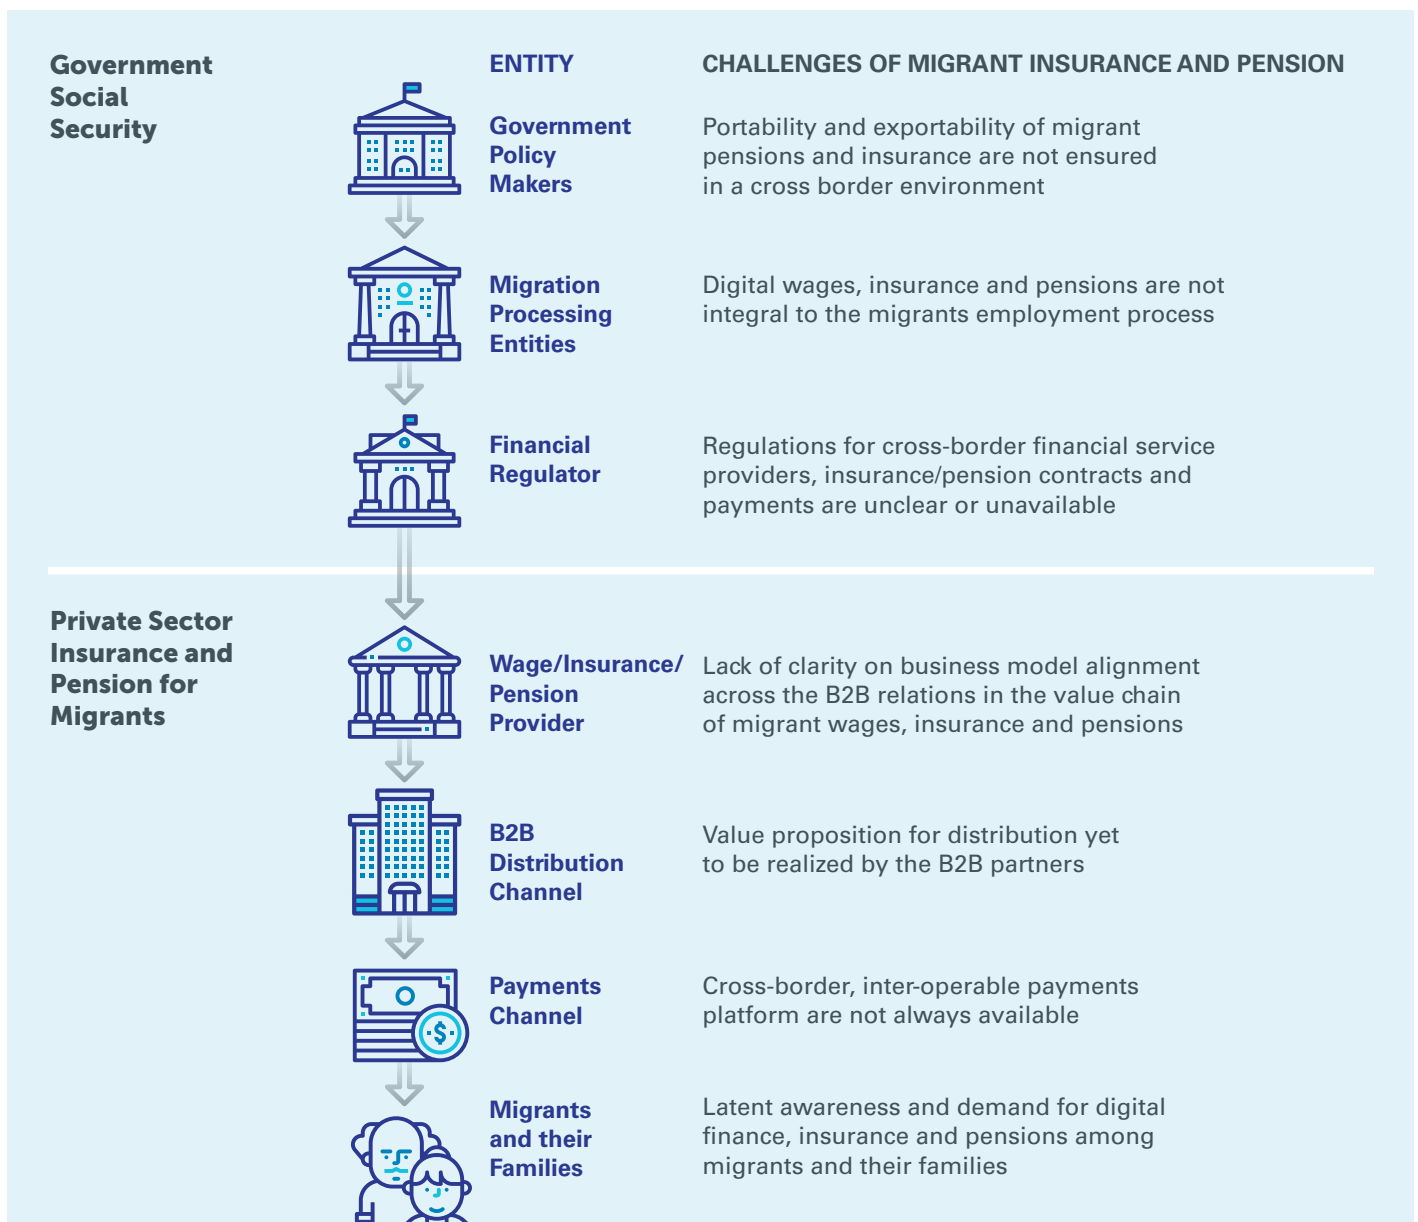 Government
Social
Security
ENTITY
CHALLENGES OF MIGRANT INSURANCE AND PENSION
Government
Policy
Makers
Portability and exportability of migrant
pensions and insurance are not ensured
in a cross border environment
Migration
Processing
Entities
Digital wages, insurance and pensions are not
integral to the migrants employment process
Financial
Regulator
Regulations for cross-border financial service
providers, insurance/pension contracts and
payments are unclear or unavailable
Private Sector
Insurance and
Pension for
Migrants
Wage/Insurance/
Pension
Provider
Lack of clarity on business model alignment
across the B2B relations in the value chain
of migrant wages, insurance and pensions
B2B
Distribution
Channel
Value proposition for distribution yet
to be realized by the B2B partners
$
Payments
Channel
Cross-border, inter-operable payments
platform are not always available
Migrants
and their
Families
Latent awareness and demand for digital
finance, insurance and pensions among
migrants and their families